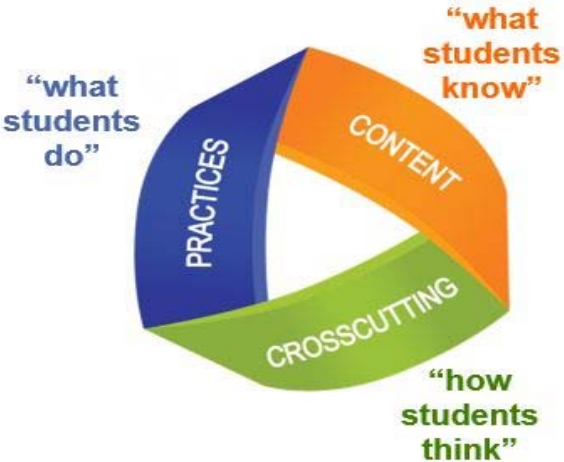 “what
students
know”
“what
students
do”
PRACTICES
CONTENT
CROSSCUTTING
“how
students
think”